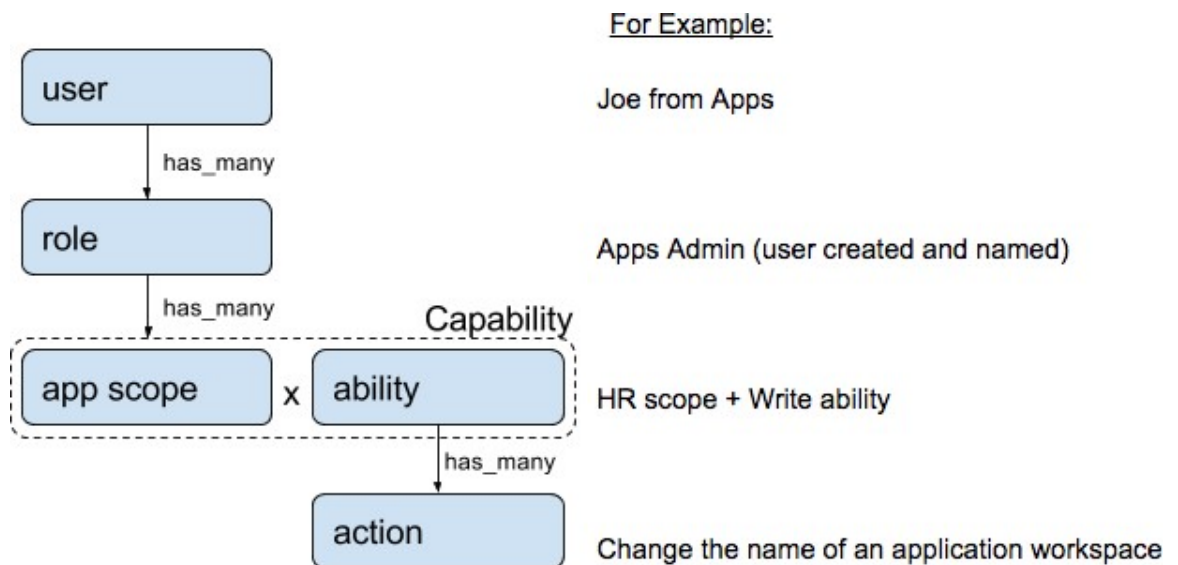 For Example:
user
Joe from Apps
has_many
role
Apps Admin (user created and named)
has_many
Capability
app scope x ability
HR scope + Write ability
has_many
action
Change the name of an application workspace